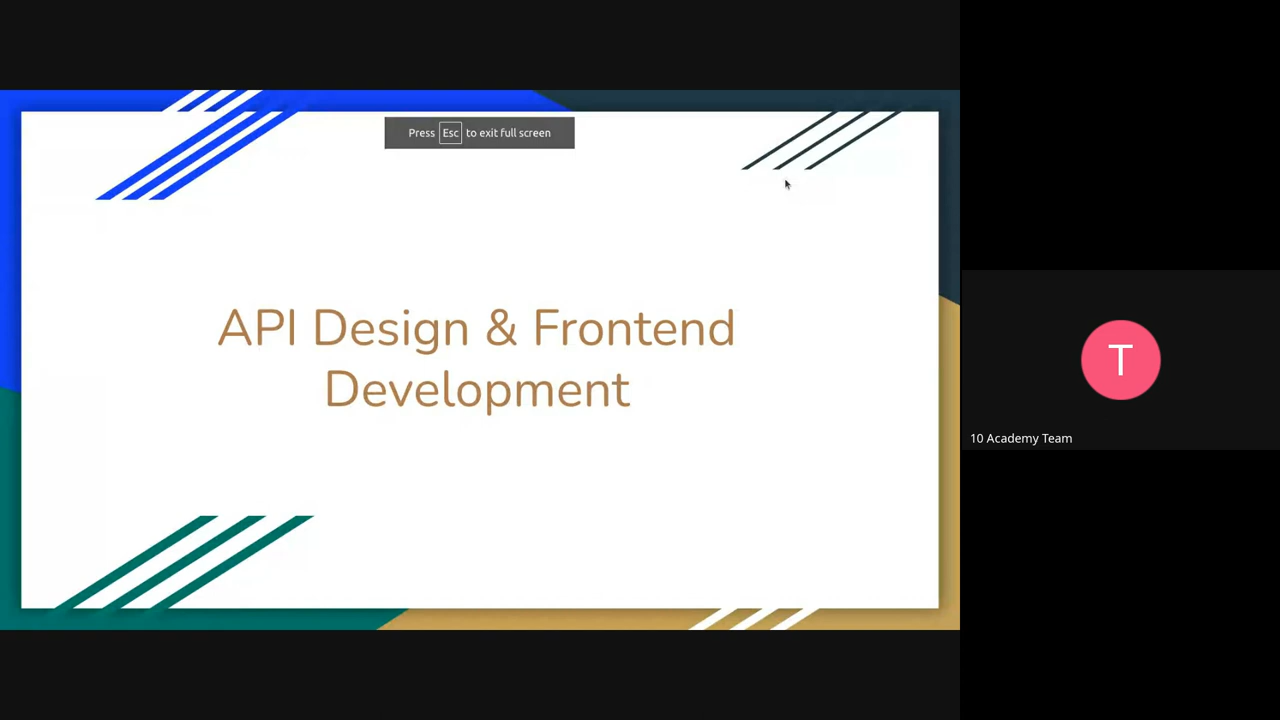 Press Esc to exit full screen
API Design & Frontend
Development
T
10 Academy Team